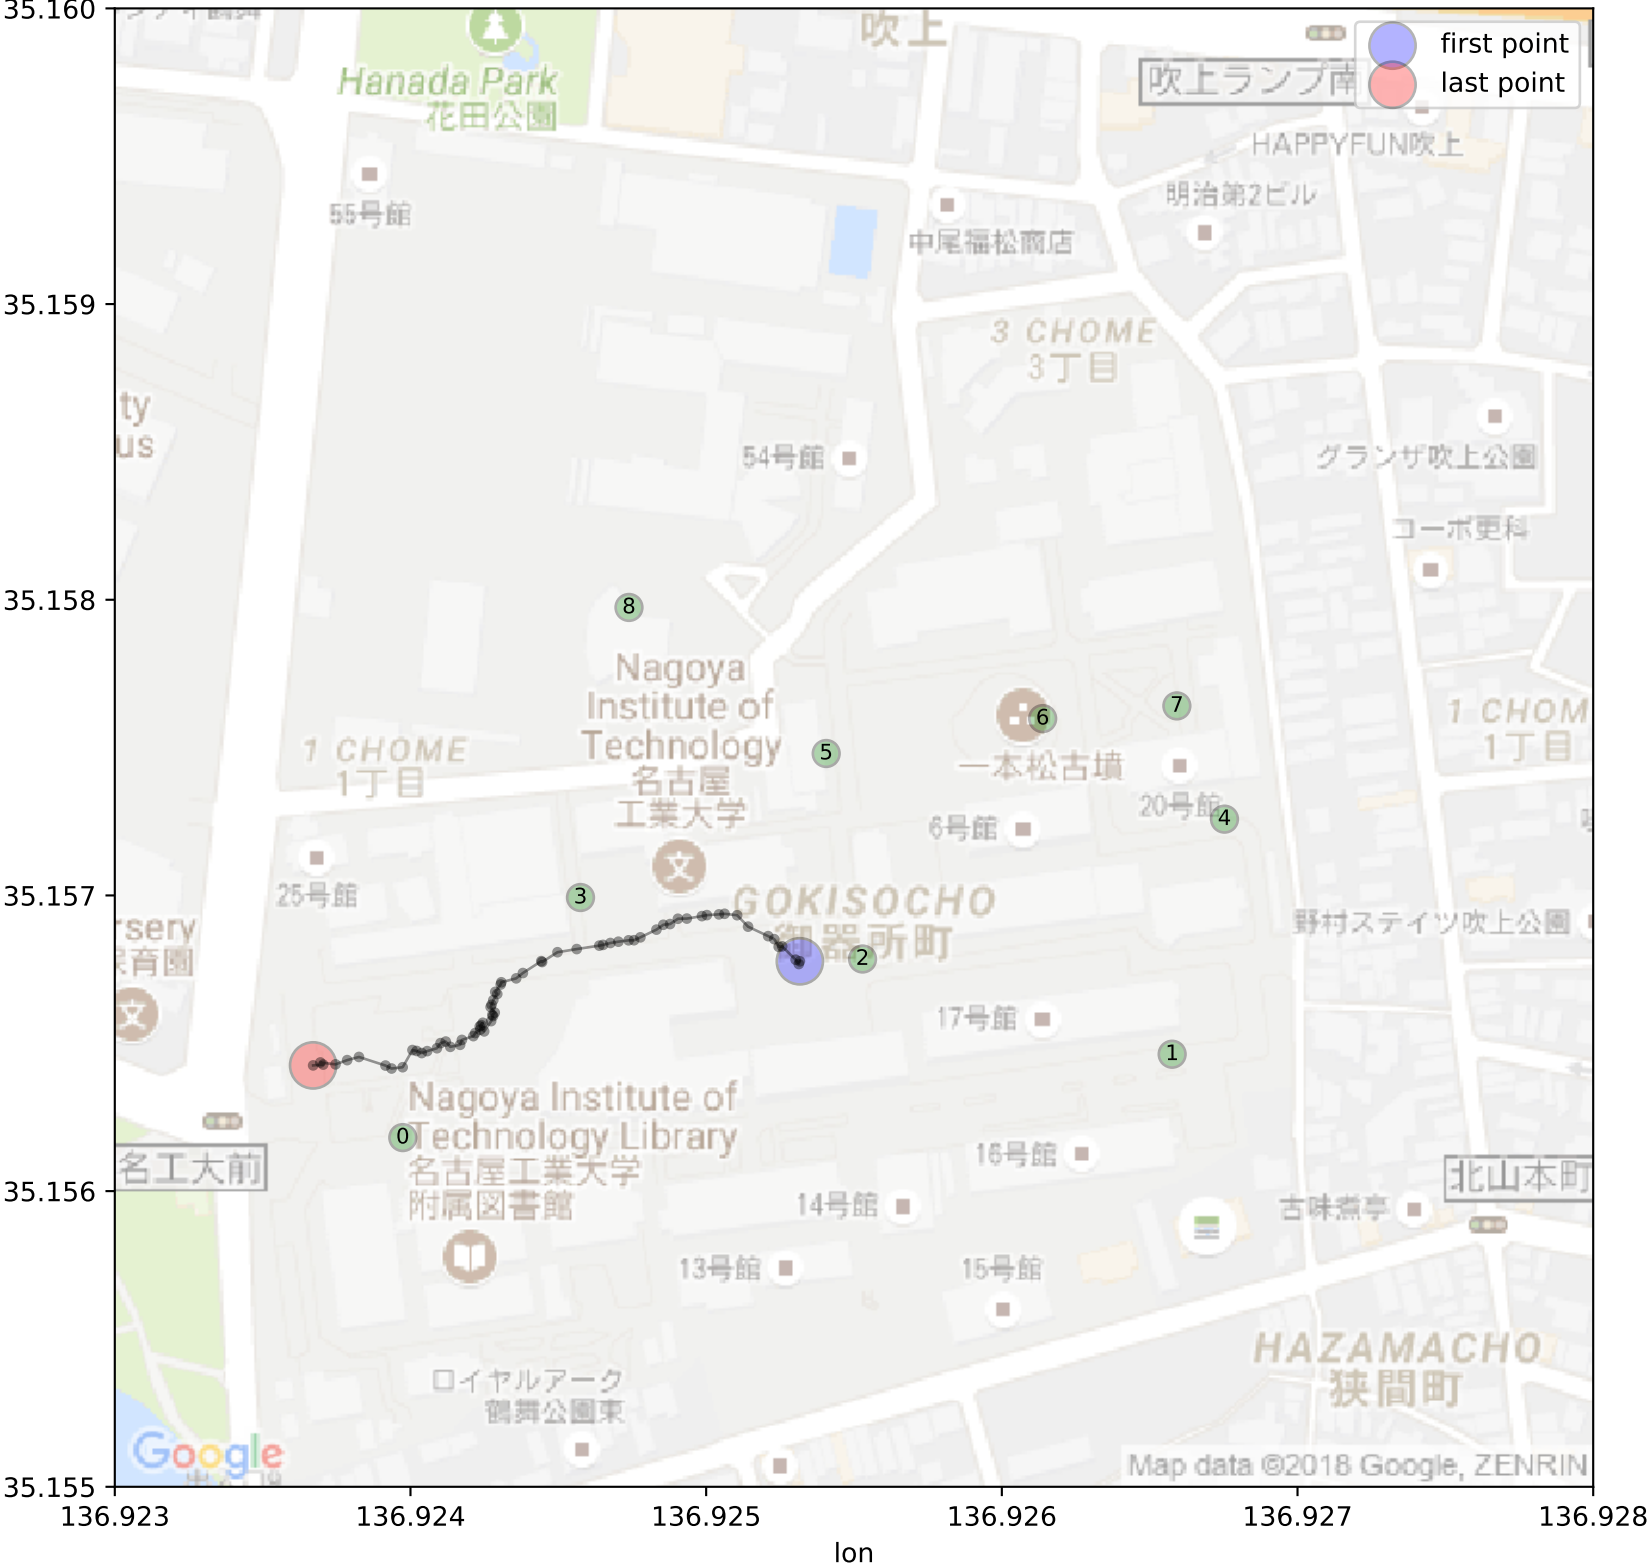 35.160
吹上
first point
last point
Hanada Park
花田公園
吹上ランプ南
HAPPYFUN吹上
55号館
明治第2ビル
中尾福松商店
35.159
3 CHOME
3丁目
ty
us
54号館
グランザ吹上公園
コーポ更科
35.158
8
Nagoya
Institute of
Technology
名古屋
工業大学
7
6
1 CHOM
1丁目
1 CHOME
1丁目
5
一本松古墳
20号館
4
6号館
35.157
25号館
3
GOKISOCHO
御器所町
野村ステイツ吹上公園
rsery
保育園
2
17号館
1
Nagoya Institute of
Technology Library
名古屋工業大学
附属図書館
0
名工大前
16号館
北山本町
35.156
14号館
古味煮亭
13号館
15号館
HAZAMACHO
狭間町
ロイヤルアーク
鶴舞公園東
Google
Map data ©2018 Google, ZENRIN
35.155
136.923
136.924
136.925
136.926
136.927
136.928
lon